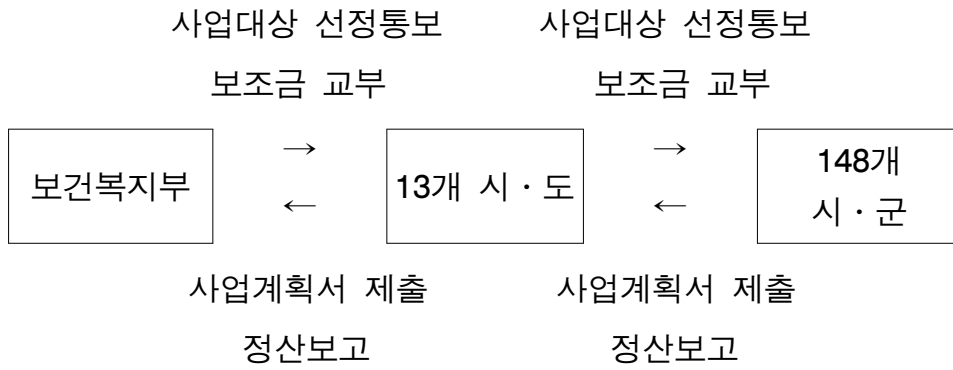 사업대상 선정통보 사업대상 선정통보
보조금 교부 보조금 교부
→ →
보건복지부 13개 시·도 148개
시·군
← ←
사업계획서 제출 사업계획서 제출
정산보고 정산보고